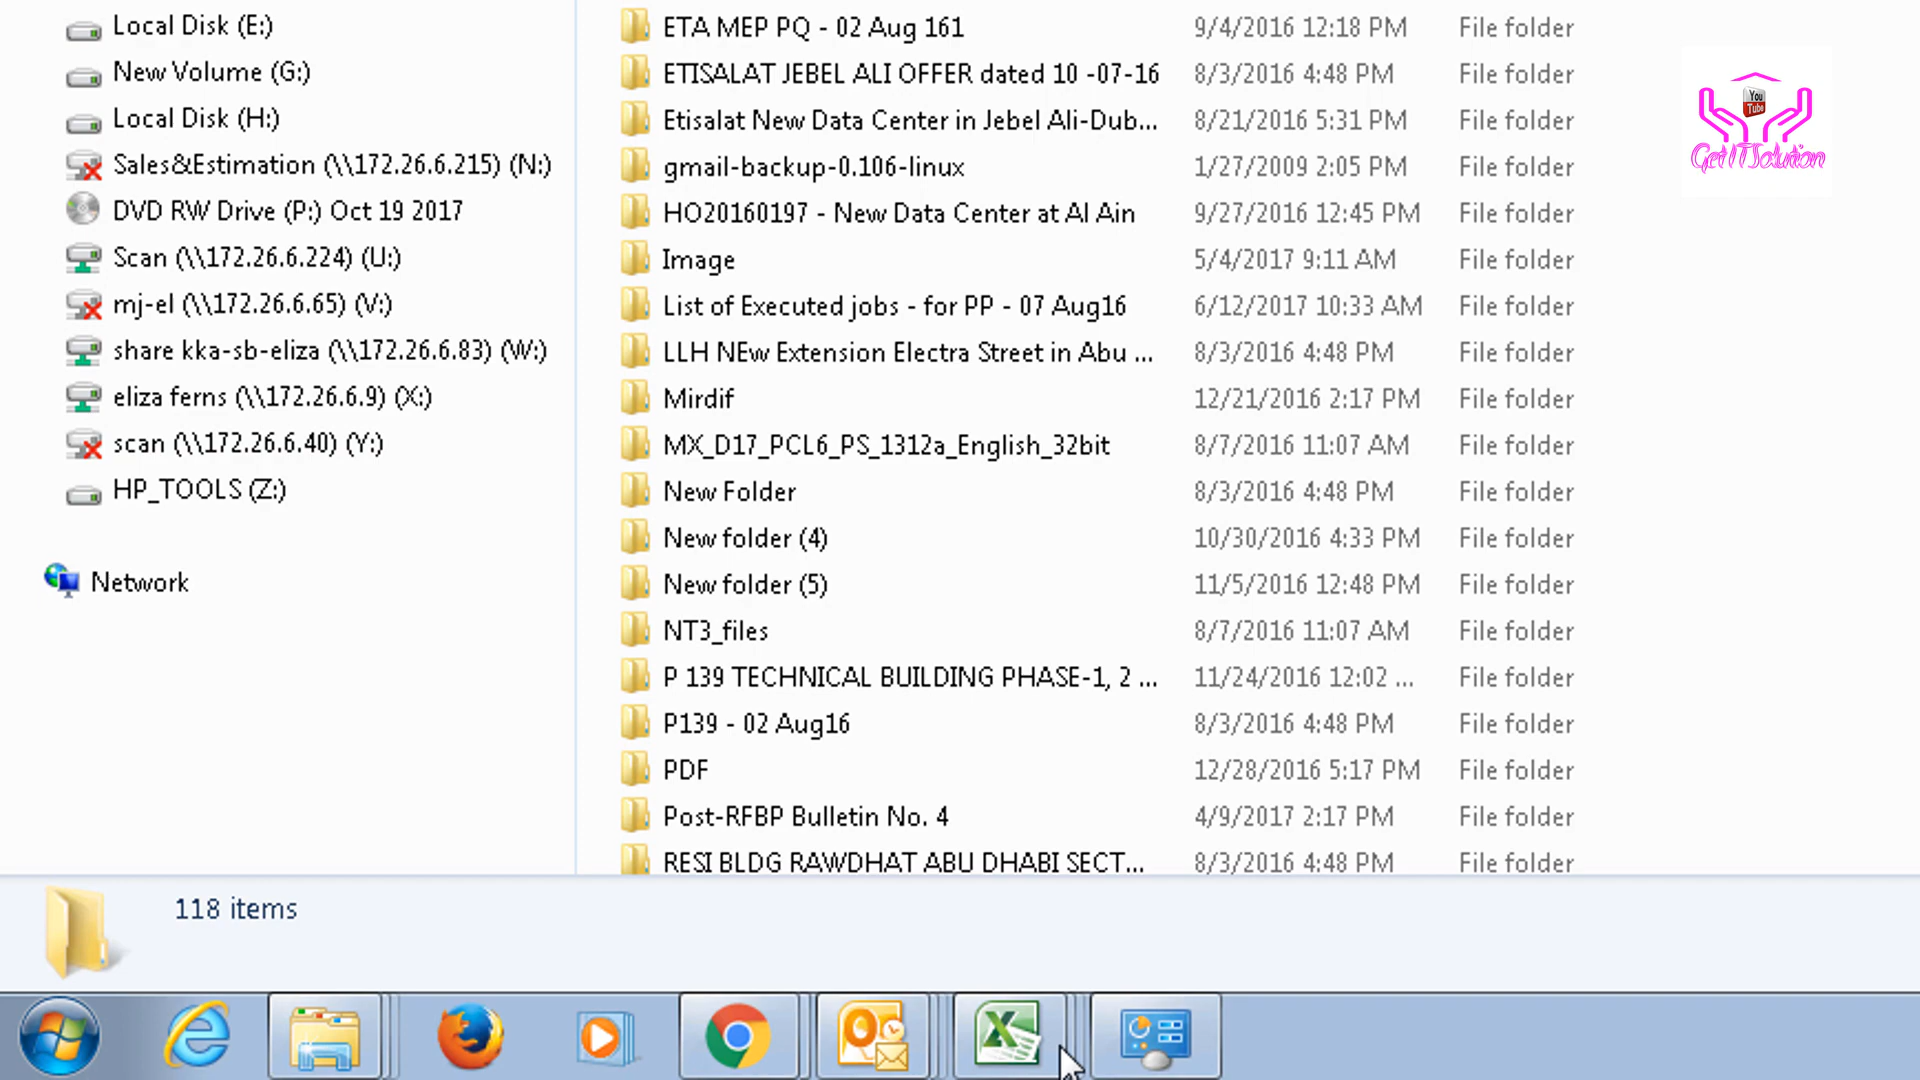 Local Disk (E:)
New Volume (G:)
Local Disk (H:)
Sales&Estimation (\\172.26.6.215) (N:)
DVD RW Drive (P:) Oct 19 2017
Scan (\\172.26.6.224) (U:)
mj-el (\\172.26.6.65) (V:)
share kka-sb-eliza (\\172.26.6.83) (W:)
eliza ferns (\\172.26.6.9) (X:)
scan (\\172.26.6.40) (Y:)
HP_TOOLS (Z:)
Network
ETA MEP PQ - 02 Aug 161 9/4/2016 12:18 PM File folder
ETISALAT JEBEL ALI OFFER dated 10 -07-16 8/3/2016 4:48 PM File folder
Etisalat New Data Center in Jebel Ali-Dub... 8/21/2016 5:31 PM File folder
gmail-backup-0.106-linux 1/27/2009 2:05 PM File folder
HO20160197 - New Data Center at Al Ain 9/27/2016 12:45 PM File folder
Image 5/4/2017 9:11 AM File folder
List of Executed jobs - for PP - 07 Aug16 6/12/2017 10:33 AM File folder
LLH NEw Extension Electra Street in Abu ... 8/3/2016 4:48 PM File folder
Mirdif 12/21/2016 2:17 PM File folder
MX_D17_PCL6_PS_1312a_English_32bit 8/7/2016 11:07 AM File folder
New Folder 8/3/2016 4:48 PM File folder
New folder (4) 10/30/2016 4:33 PM File folder
New folder (5) 11/5/2016 12:48 PM File folder
NT3_files 8/7/2016 11:07 AM File folder
P 139 TECHNICAL BUILDING PHASE-1, 2 ... 11/24/2016 12:02 ... File folder
P139 - 02 Aug16 8/3/2016 4:48 PM File folder
PDF 12/28/2016 5:17 PM File folder
Post-RFBP Bulletin No. 4 4/9/2017 2:17 PM File folder
RESI BLDG RAWDHAT ABU DHABI SECT... 8/3/2016 4:48 PM File folder
You
Tube
Get IT Solution
118 items